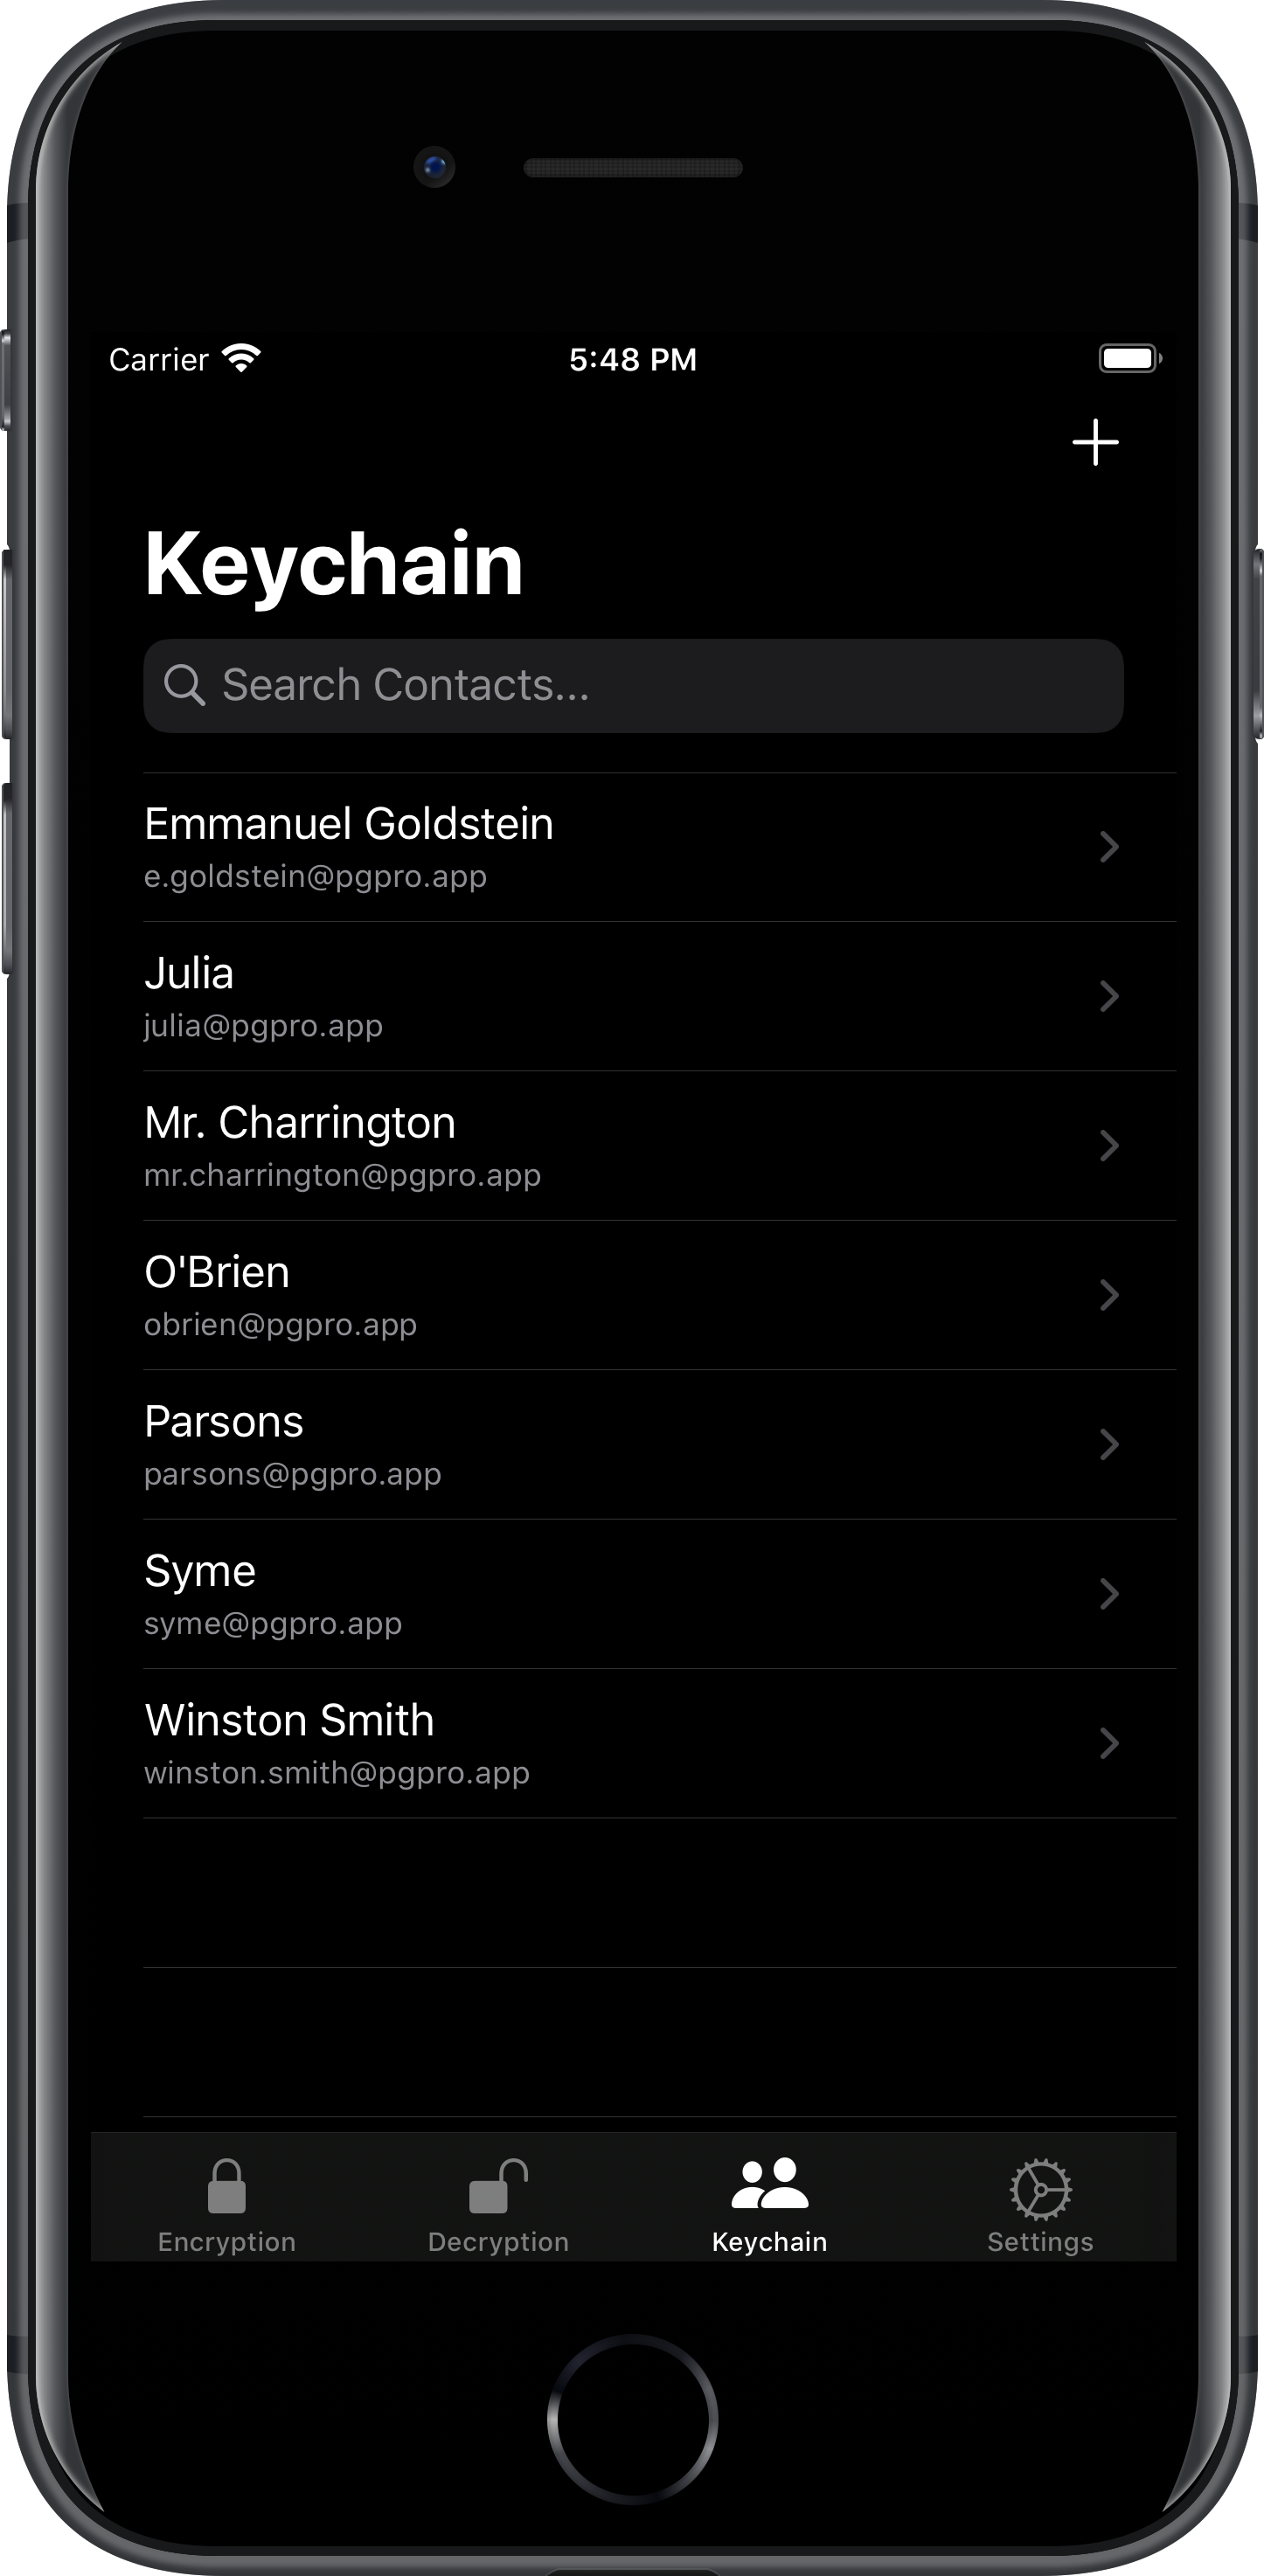 Carrier 5:48 PM
Keychain
Search Contacts...
Emmanuel Goldstein
e.goldstein@pgpro.app
Julia
julia@pgpro.app
Mr. Charrington
mr.charrington@pgpro.app
O'Brien
obrien@pgpro.app
Parsons
parsons@pgpro.app
Syme
syme@pgpro.app
Winston Smith
winston.smith@pgpro.app
Encryption Decryption Keychain Settings